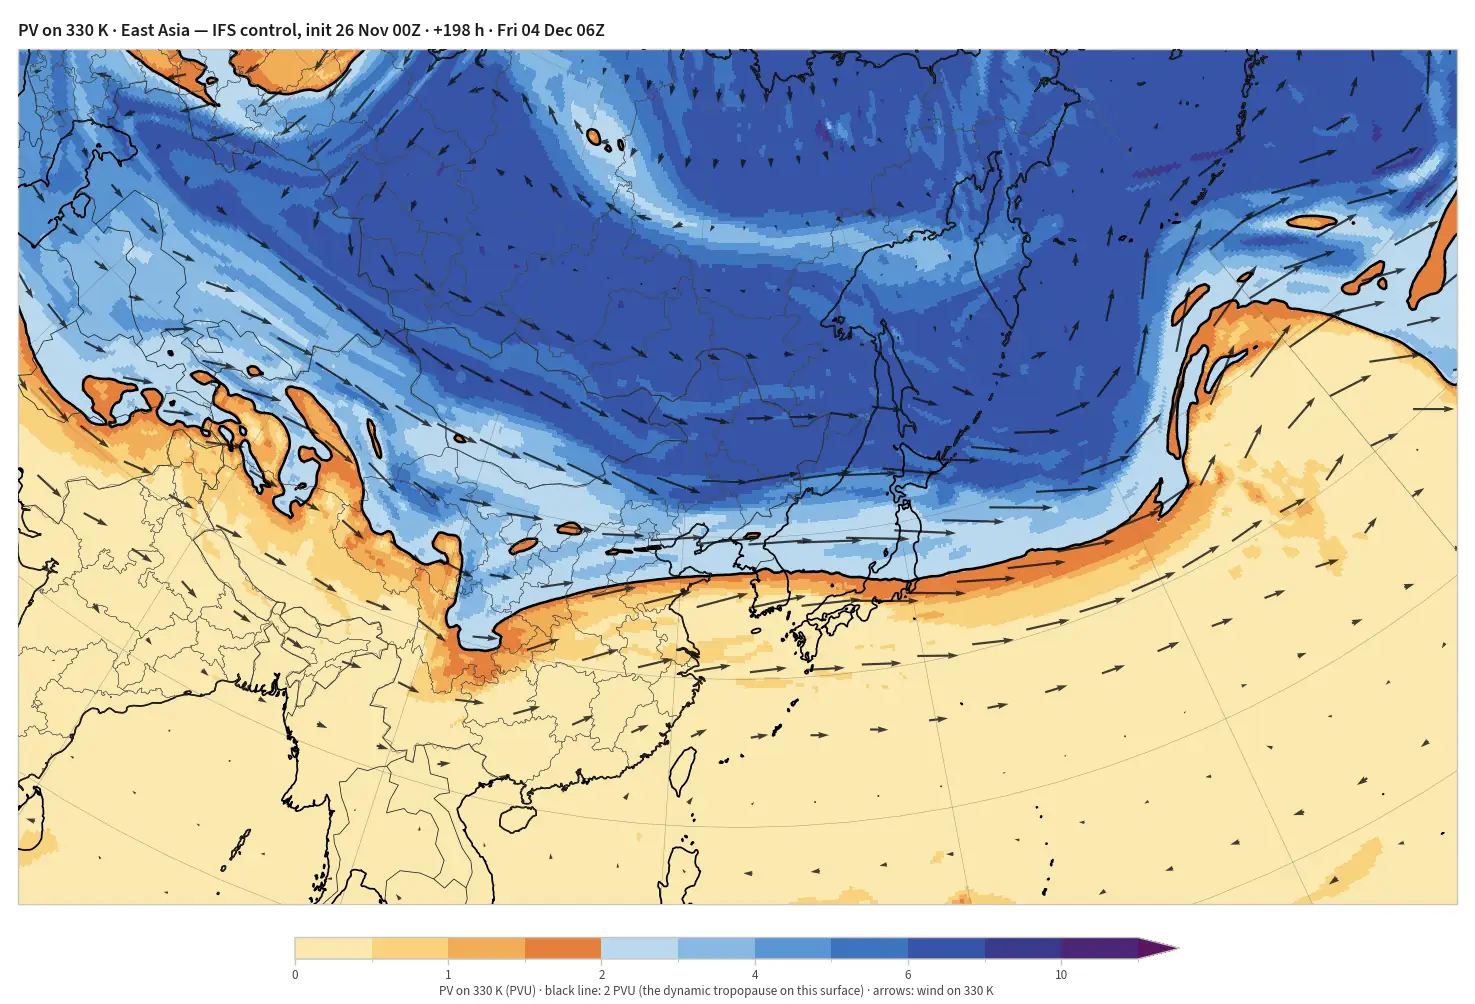 PV on 330 K · East Asia — IFS control, init 26 Nov 00Z · +198 h · Fri 04 Dec 06Z
0 1 2 4 6 10
PV on 330 K (PVU) · black line: 2 PVU (the dynamic tropopause on this surface) · arrows: wind on 330 K